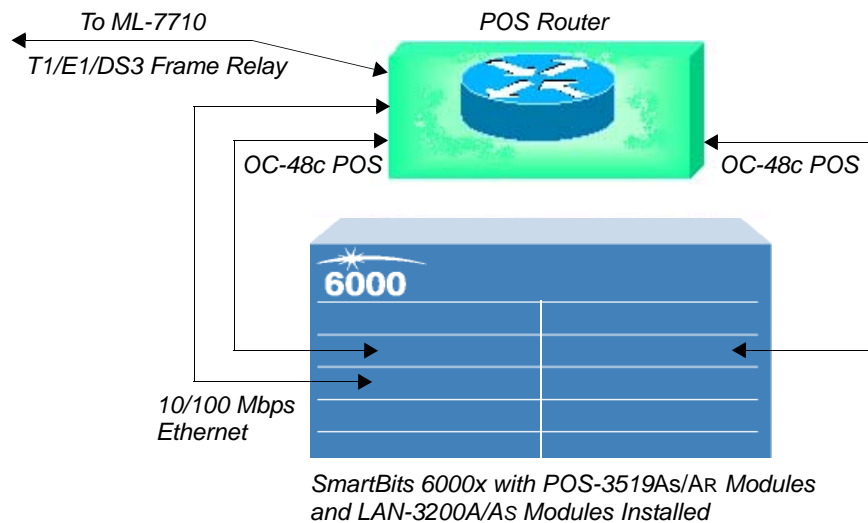 To ML-7710
POS Router
T1/E1/DS3 Frame Relay
OC-48c POS
OC-48c POS
6000
10/100 Mbps
Ethernet
SmartBits 6000x with POS-3519AS/AR Modules
and LAN-3200A/AS Modules Installed